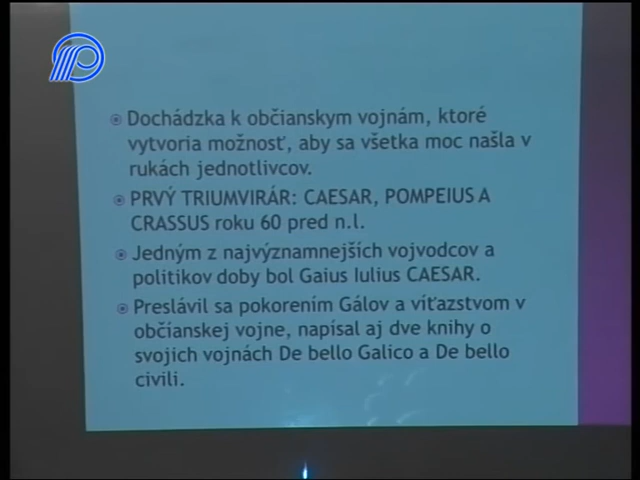 Dochádzka k občianskym vojnám, ktoré
vytvoria možnosť, aby sa všetka moc našla v
rukách jednotlivcov.
PRVÝ TRIUMVIRÁR: CAESAR, POMPEIUS A
CRASSUS roku 60 pred n.l.
Jedným z najvýznamnejších vojvodcov a
politikov doby bol Gaius Iulius CAESAR.
Preslávil sa pokorením Gálov a víťazstvom v
občianskej vojne, napísal aj dve knihy o
svojich vojnách De bello Galico a De bello
civili.